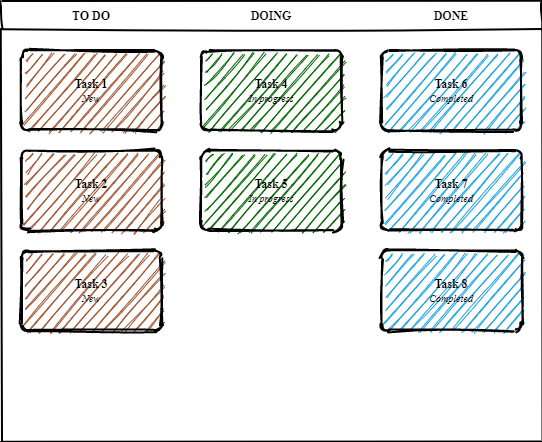 TO DO
DOING
DONE
Task 1
New
Task 4
In progress
Task 6
Completed
Task 2
New
Task 5
In progress
Task 7
Completed
Task 3
New
Task 8
Completed